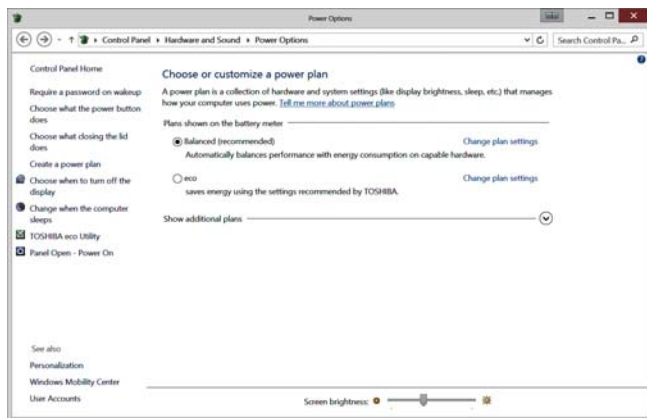 Power Options
Control Panel Hardware and Sound Power Options
Search Control Pa...
Control Panel Home
Require a password on wakeup
Choose what the power button
does
Choose what closing the lid
does
Create a power plan
Choose when to turn off the
display
Change when the computer
sleeps
TOSHIBA eco Utility
Panel Open - Power On
See also
Personalization
Windows Mobility Center
User Accounts
Choose or customize a power plan
A power plan is a collection of hardware and system settings (like display brightness, sleep, etc.) that manages
how your computer uses power. Tell me more about power plans
Plans shown on the battery meter
Balanced (recommended) Change plan settings
Automatically balances performance with energy consumption on capable hardware.
eco Change plan settings
saves energy using the settings recommended by TOSHIBA.
Show additional plans
Screen brightness: